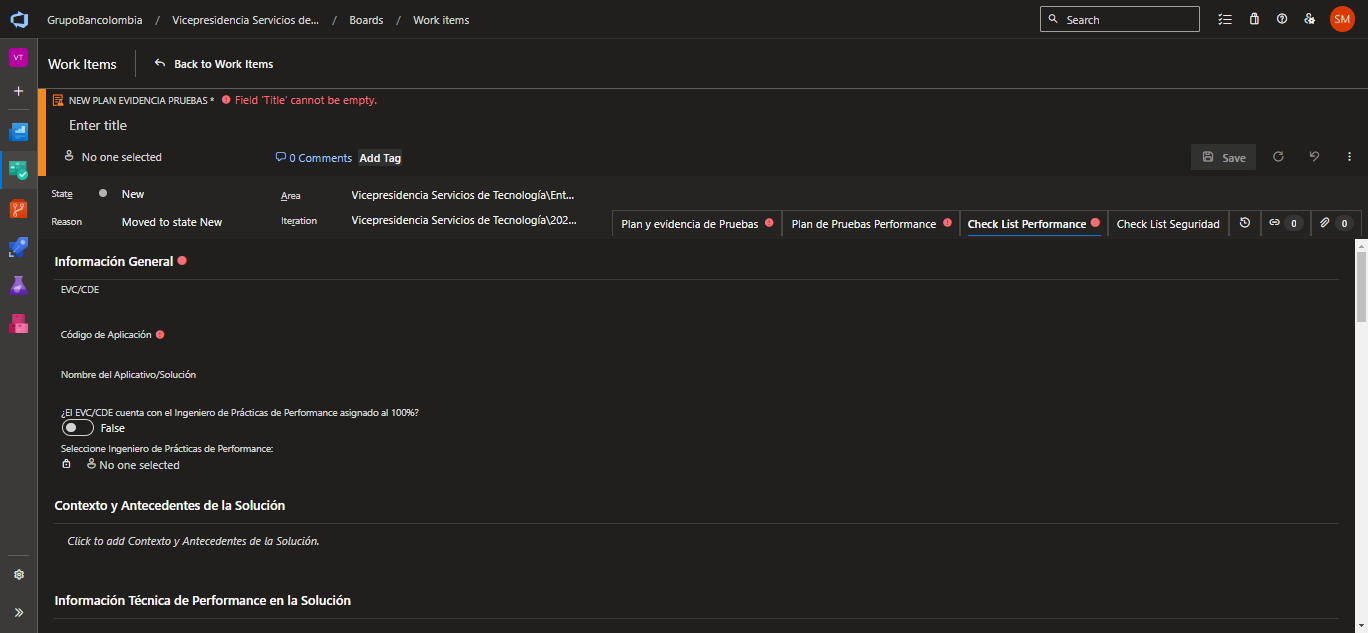 GrupoBancolombia / Vicepresidencia Servicios de... / Boards / Work items
Search
SM
VT
Work Items
Back to Work Items
NEW PLAN EVIDENCIA PRUEBAS * Field 'Title' cannot be empty.
Enter title
No one selected
0 Comments
Add Tag
Save
State
New
Area
Vicepresidencia Servicios de Tecnología\Ent...
Reason
Moved to state New
Iteration
Vicepresidencia Servicios de Tecnología\202...
Plan y evidencia de Pruebas
Plan de Pruebas Performance
Check List Performance
Check List Seguridad
0
0
Información General
EVC/CDE
Código de Aplicación
Nombre del Aplicativo/Solución
¿El EVC/CDE cuenta con el Ingeniero de Prácticas de Performance asignado al 100%?
False
Seleccione Ingeniero de Prácticas de Performance:
No one selected
Contexto y Antecedentes de la Solución
Click to add Contexto y Antecedentes de la Solución.
Información Técnica de Performance en la Solución